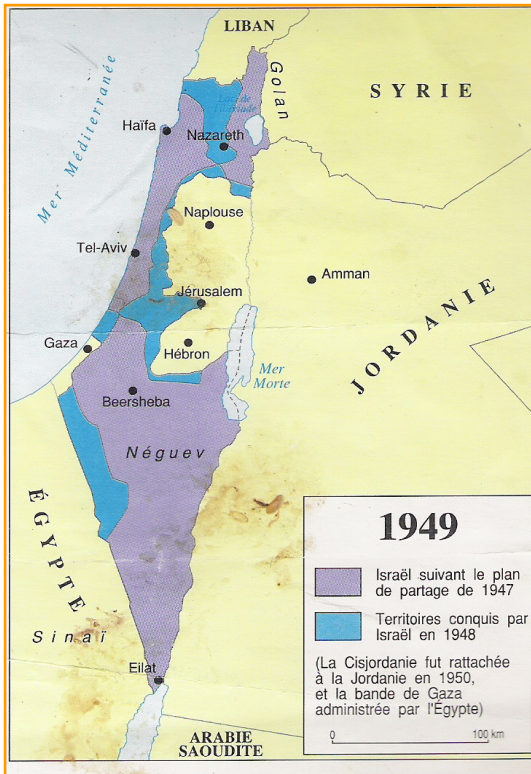 LIBAN
Golan
SYRIE
Mer Méditerranée
Haïfa
Nazareth
Naplouse
Tel-Aviv
Amman
Jérusalem
JORDANIE
Gaza
Hébron
Mer
Morte
Beersheba
Néguev
ÉGYPTE
Sinaï
Eilat
ARABIE
SAOUDITE
1949
Israël suivant le plan
de partage de 1947
Territoires conquis par
Israël en 1948
(La Cisjordanie fut rattachée
à la Jordanie en 1950,
et la bande de Gaza
administrée par l'Égypte)
0 100 km